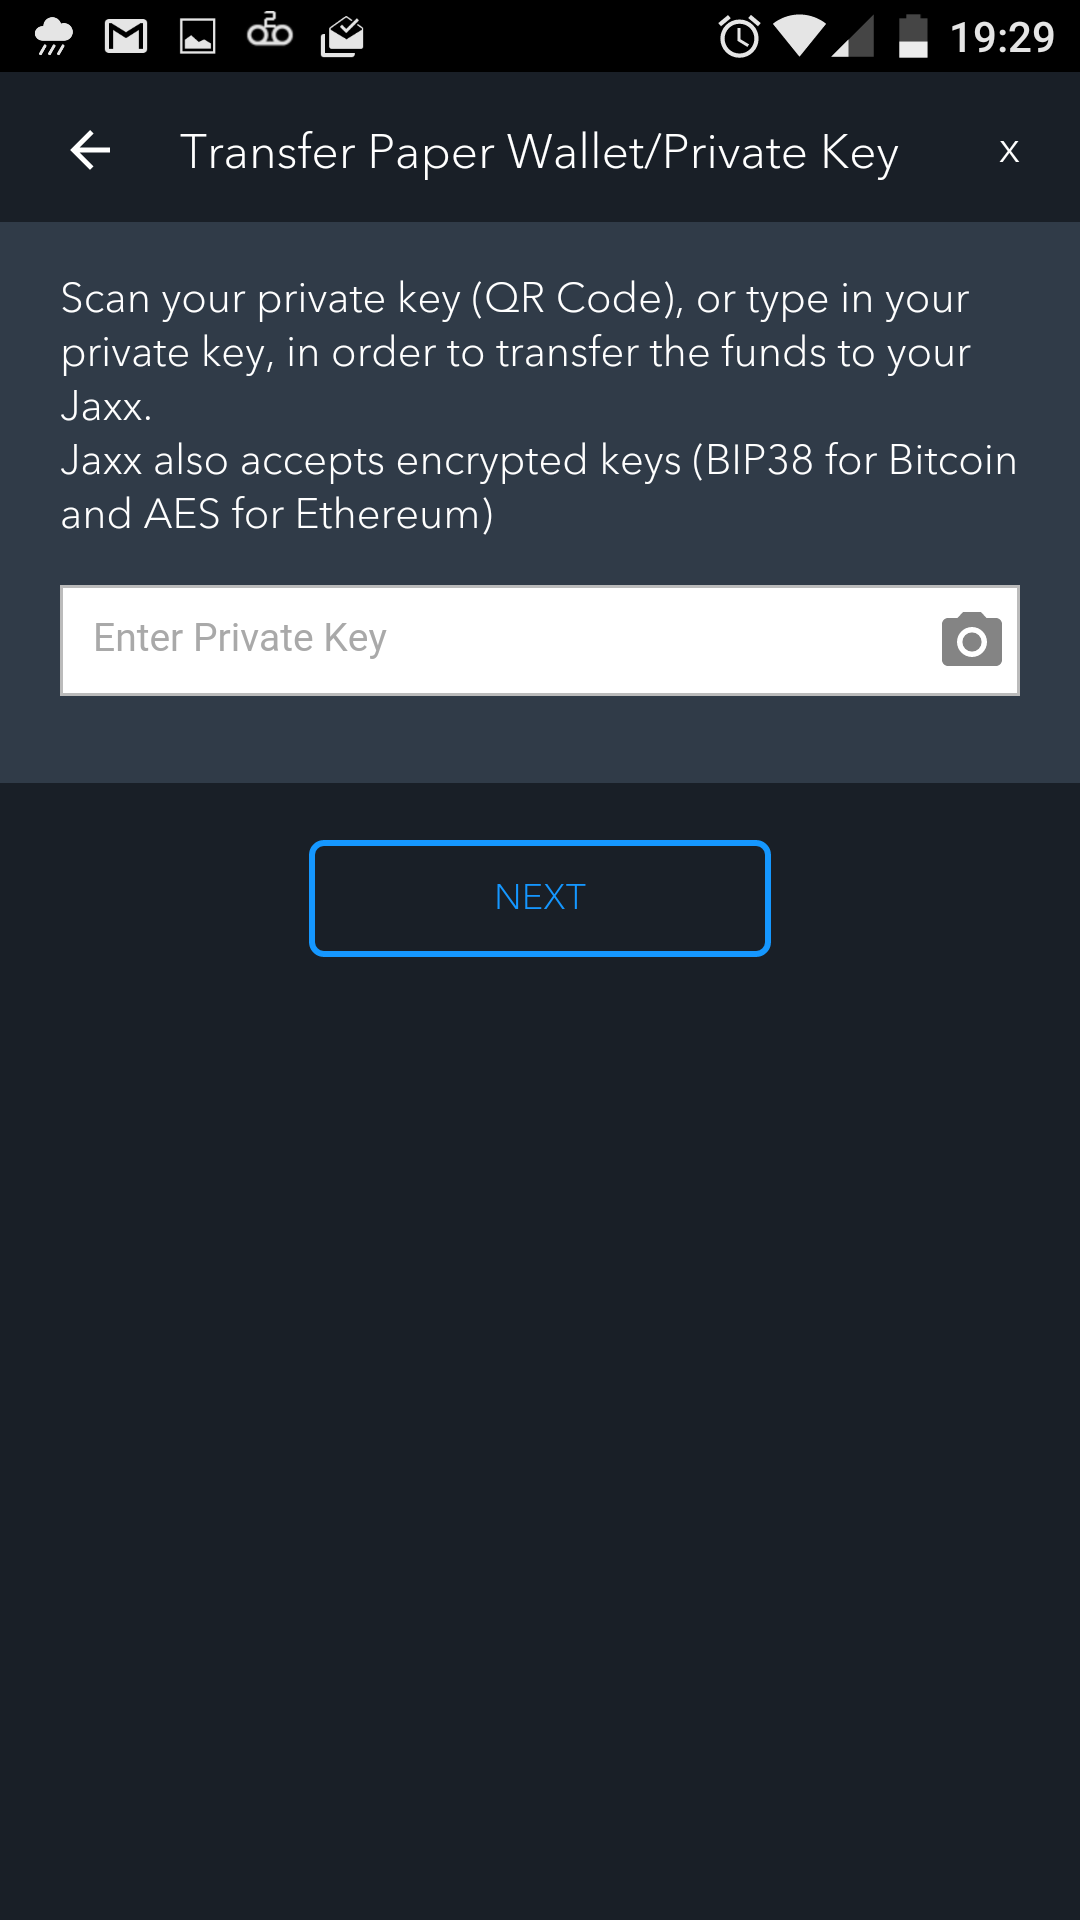 19:29
Transfer Paper Wallet/Private Key x
Scan your private key (QR Code), or type in your
private key, in order to transfer the funds to your
Jaxx.
Jaxx also accepts encrypted keys (BIP38 for Bitcoin
and AES for Ethereum)
Enter Private Key
NEXT